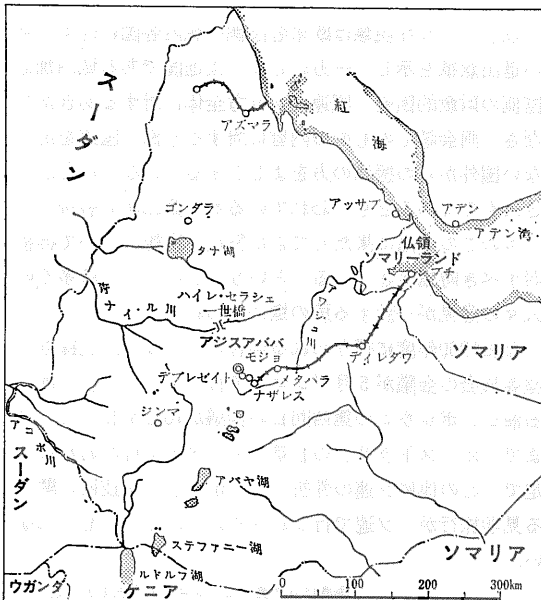 スーダン
紅海
アズマラ
ゴンダラ
タナ湖
アッサブ
アデン
アデン湾
仏領
ソマリーランド
ジブチ
青ナイル川
ハイレ・セラシェ
世橋
アワシュ川
アジスアババ
モジョ
ディレダワ
ソマリア
デブレゼイト
メタハラ
ナザレス
ジンマ
アコボ川
スーダン
アバヤ湖
ステファニー湖
ソマリア
ルドルフ湖
ウガンダ
ケニア
0 100 200 300km